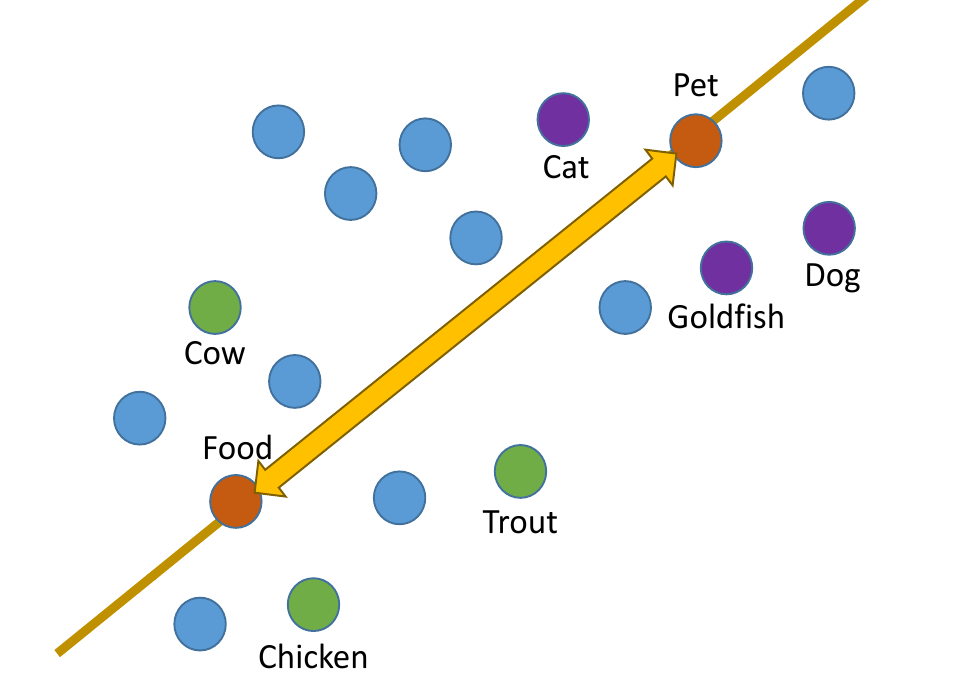 Pet
Cat
Dog
Goldfish
Cow
Food
Trout
Chicken